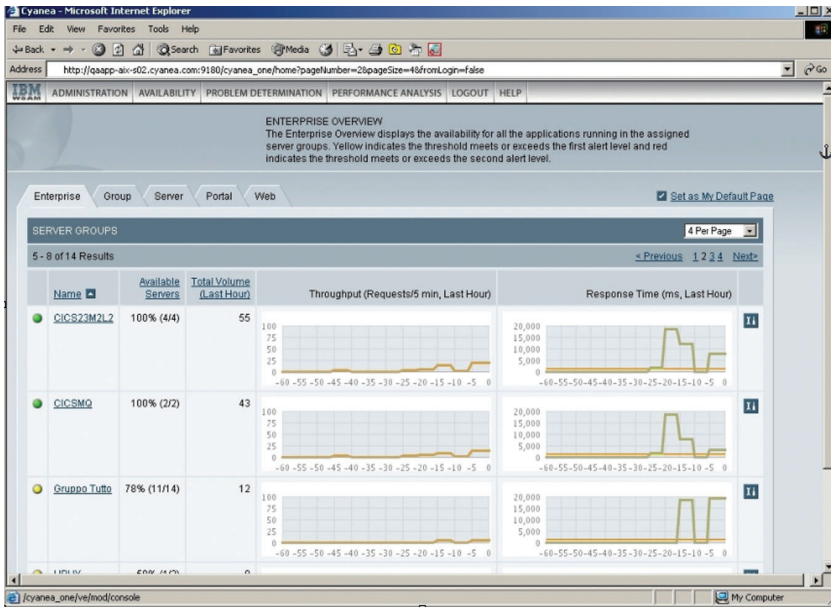 Cyanea - Microsoft Internet Explorer
File Edit View Favorites Tools Help
Back Search Favorites Media
Address http://qaapp-aix-s02.cyanea.com:9180/cyanea_one/home?pageNumber=2&pageSize=4&fromLogin=false Go
IBM WSAM ADMINISTRATION AVAILABILITY PROBLEM DETERMINATION PERFORMANCE ANALYSIS LOGOUT HELP
ENTERPRISE OVERVIEW
The Enterprise Overview displays the availability for all the applications running in the assigned
server groups. Yellow indicates the threshold meets or exceeds the first alert level and red
indicates the threshold meets or exceeds the second alert level.
Enterprise Group Server Portal Web Set as My Default Page
SERVER GROUPS 4 Per Page
5 - 8 of 14 Results < Previous 1 2 3 4 Next>
Name Available Servers Total Volume (Last Hour) Throughput (Requests/5 min, Last Hour) Response Time (ms, Last Hour)
CICS23M2L2 100% (4/4) 55
100 75 50 25 0
-60 -55 -50 -45 -40 -35 -30 -25 -20 -15 -10 -5 0
20,000 15,000 10,000 5,000 0
-60-55-50-45-40-35-30-25-20-15-10 -5 0
CICSMQ 100% (2/2) 43
100 75 50 25 0
-60 -55 -50 -45 -40 -35 -30 -25 -20 -15 -10 -5 0
20,000 15,000 10,000 5,000 0
-60-55-50-45-40-35-30-25-20-15-10 -5 0
Gruppo Tutto 78% (11/14) 12
100 75 50 25 0
-60 -55 -50 -45 -40 -35 -30 -25 -20 -15 -10 -5 0
20,000 15,000 10,000 5,000 0
-60-55-50-45-40-35-30-25-20-15-10 -5 0
/cyanea_one/ve/mod/console My Computer